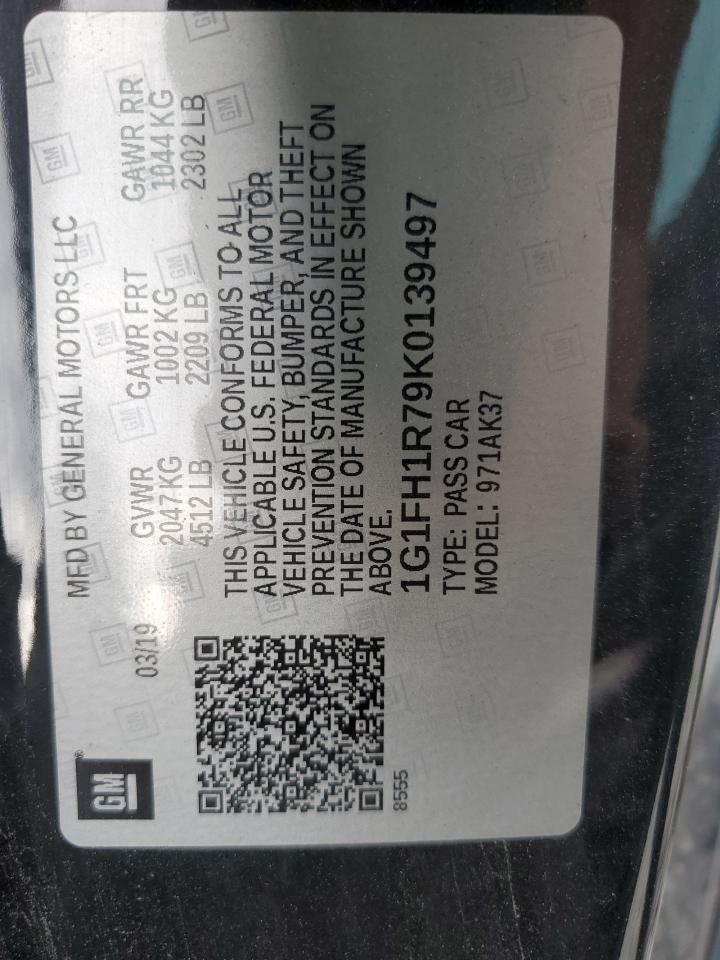 GM
®
MFD BY GENERAL MOTORS LLC
03/19
GVWR GAWR FRT GAWR RR
2047 KG 1002 KG 1044 KG
4512 LB 2209 LB 2302 LB
THIS VEHICLE CONFORMS TO ALL
APPLICABLE U.S. FEDERAL MOTOR
VEHICLE SAFETY, BUMPER, AND THEFT
PREVENTION STANDARDS IN EFFECT ON
THE DATE OF MANUFACTURE SHOWN
ABOVE.
1G1FH1R79K0139497
TYPE: PASS CAR
MODEL: 971AK37
8555